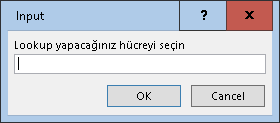 Input
? x
Lookup yapacağınız hücreyi seçin
OK Cancel